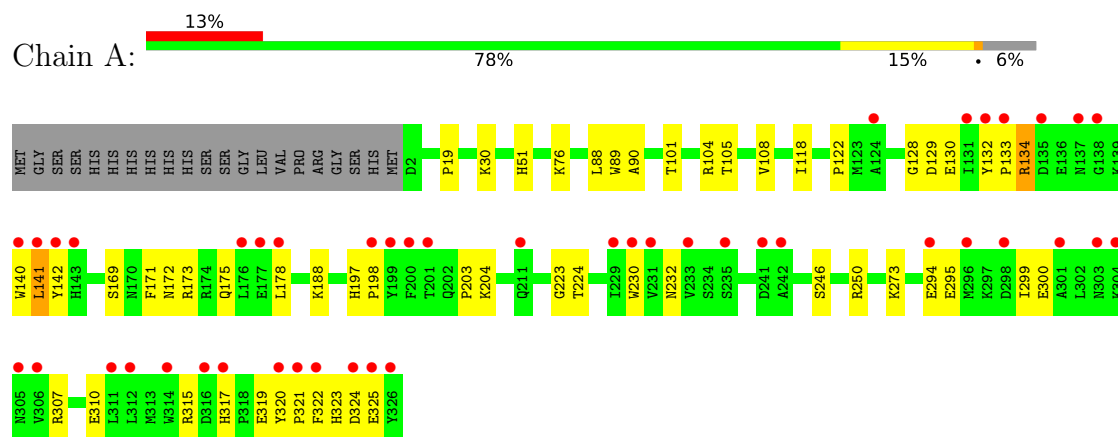 13%
Chain A:
78% 15% • 6%
MET GLY SER SER HIS HIS HIS HIS HIS HIS SER SER GLY LEU VAL PRO ARG GLY SER HIS MET D2 P19 K30 H51 K76 L88 W89 A90 T101 R104 T105 V108 I118 P122 M123 A124 G128 D129 E130 I131 Y132 P133 R134 D135 E136 N137 G138 K139
W140 L141 Y142 H143 S169 N170 F171 N172 R173 R174 Q175 L176 E177 L178 K188 H197 P198 Y199 F200 T201 Q202 P203 K204 Q211 G223 T224 I229 W230 V231 N232 V233 S234 S235 D241 A242 S246 R250 K273 E294 E295 M296 K297 D298 I299 E300 A301 L302 N303 K304
N305 V306 R307 E310 L311 L312 M313 W314 R315 D316 H317 P318 E319 Y320 P321 F322 H323 D324 E325 Y326